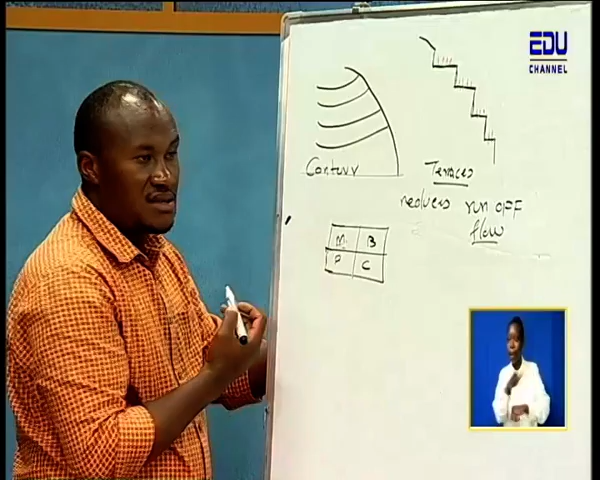 EDU
CHANNEL
Contour
Terraces
reduces run off
flow
M B
P C